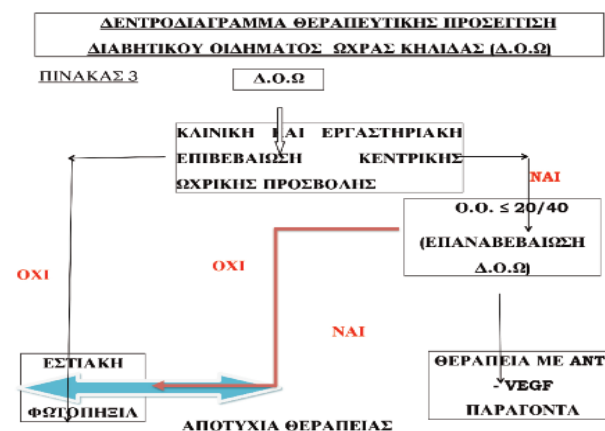 ΔΕΝΤΡΟΔΙΑΓΡΑΜΜΑ ΘΕΡΑΠΕΥΤΙΚΗΣ ΠΡΟΣΕΓΓΙΣΗ
ΔΙΑΒΗΤΙΚΟΥ ΟΙΔΗΜΑΤΟΣ ΩΧΡΑΣ ΚΗΛΙΔΑΣ (Δ.Ο.Ω)
ΠΙΝΑΚΑΣ 3
Δ.Ο.Ω
ΚΛΙΝΙΚΗ ΚΑΙ ΕΡΓΑΣΤΗΡΙΑΚΗ
ΕΠΙΒΕΒΑΙΩΣΗ ΚΕΝΤΡΙΚΗΣ
ΩΧΡΙΚΗΣ ΠΡΟΣΒΟΛΗΣ
ΝΑΙ
Ο.Ο. ≤ 20/40
(ΕΠΑΝΑΒΕΒΑΙΩΣΗ
Δ.Ο.Ω)
ΟΧΙ
ΟΧΙ
ΝΑΙ
ΕΣΤΙΑΚΗ
ΦΩΤΟΠΗΞΙΑ
ΘΕΡΑΠΕΙΑ ΜΕ ΑΝΤ
- VEGF
ΠΑΡΑΓΟΝΤΑ
ΑΠΟΤΥΧΙΑ ΘΕΡΑΠΕΙΑΣ